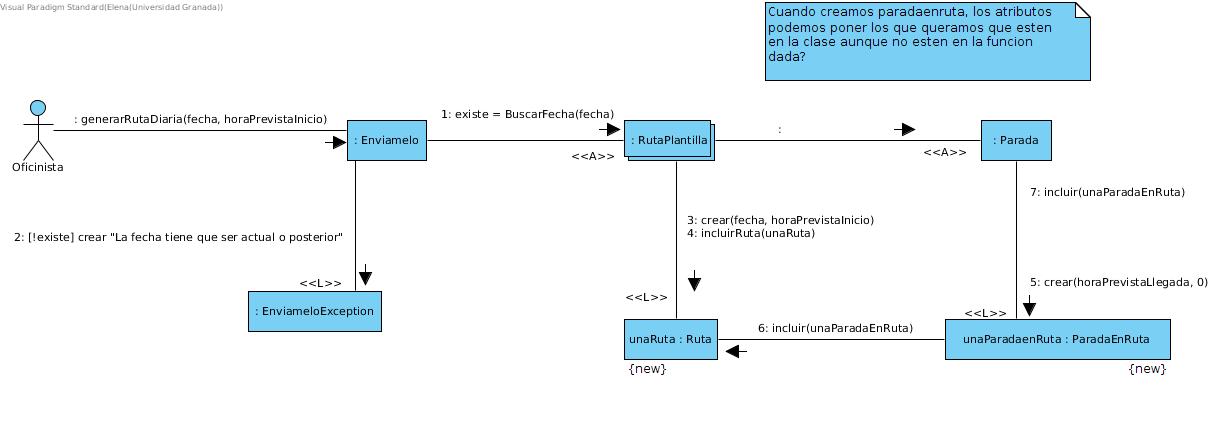 Visual Paradigm Standard(Elena(Universidad Granada))
Cuando creamos paradaenruta, los atributos
podemos poner los que queramos que esten
en la clase aunque no esten en la funcion
dada?
: generarRutaDiaria(fecha, horaPrevistaInicio)
1: existe = BuscarFecha(fecha)
:
Oficinista
: Enviamelo
<<A>>
: RutaPlantilla
<<A>>
: Parada
7: incluir(unaParadaEnRuta)
3: crear(fecha, horaPrevistaInicio)
4: incluirRuta(unaRuta)
2: [!existe] crear "La fecha tiene que ser actual o posterior"
<<L>>
: EnviameloException
<<L>>
5: crear(horaPrevistaLlegada, 0)
<<L>>
unaRuta : Ruta
6: incluir(unaParadaEnRuta)
unaParadaenRuta : ParadaEnRuta
{new}
{new}